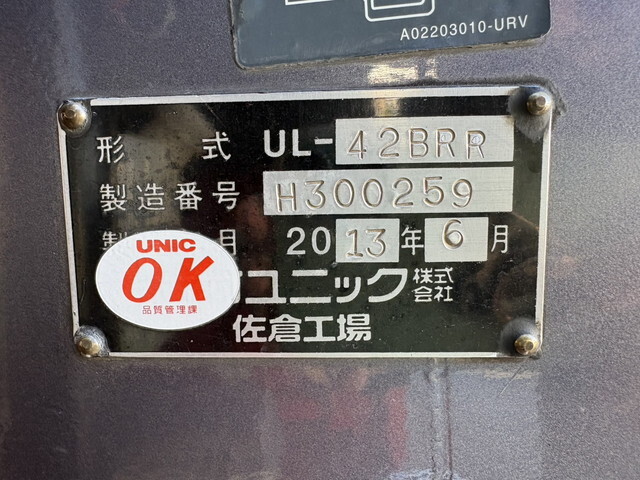 A02203010-URV
形 式 UL-42BRR
製造番号 H300259
製 月 2013年6月
UNIC
OK
品質管理課
ユニック株式会社
佐倉工場